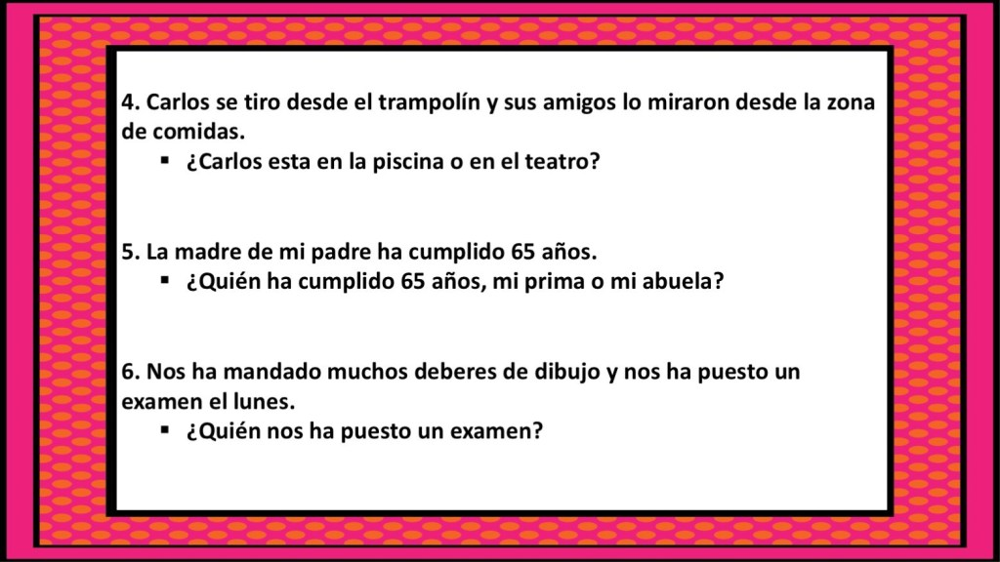 4. Carlos se tiro desde el trampolín y sus amigos lo miraron desde la zona
de comidas.
▪ ¿Carlos esta en la piscina o en el teatro?
5. La madre de mi padre ha cumplido 65 años.
▪ ¿Quién ha cumplido 65 años, mi prima o mi abuela?
6. Nos ha mandado muchos deberes de dibujo y nos ha puesto un
examen el lunes.
▪ ¿Quién nos ha puesto un examen?